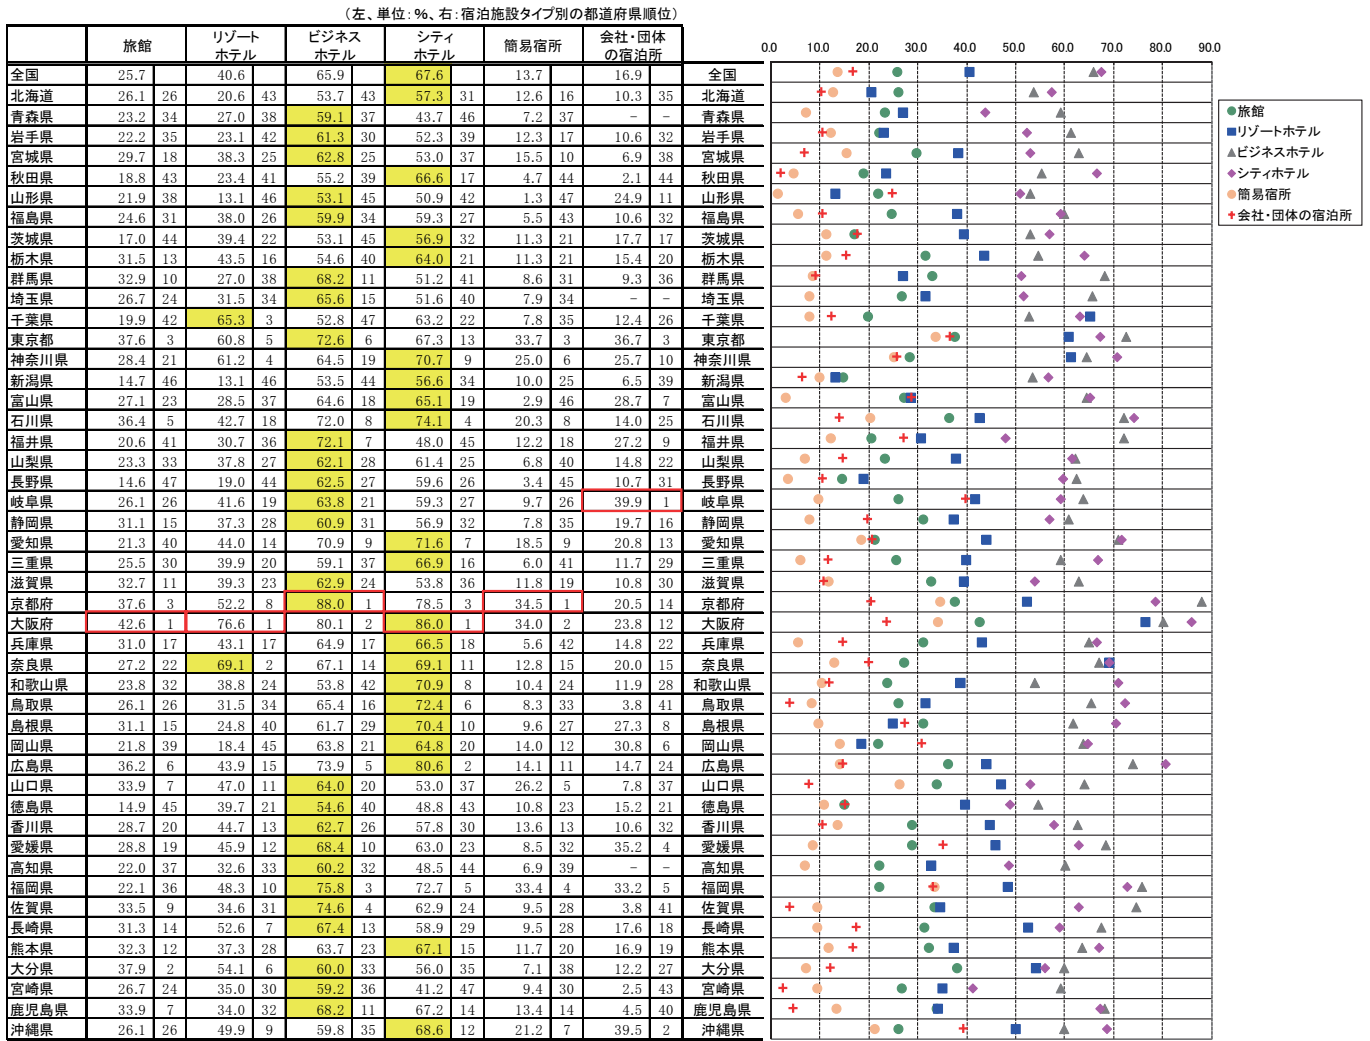 （左、単位：％、右：宿泊施設タイプ別の都道府県順位）
旅館 リゾートホテル ビジネスホテル シティホテル 簡易宿所 会社・団体の宿泊所
0.0 10.0 20.0 30.0 40.0 50.0 60.0 70.0 80.0 90.0
全国 25.7 40.6 65.9 67.6 13.7 16.9 全国
北海道 26.1 26 20.6 43 53.7 43 57.3 31 12.6 16 10.3 35 北海道
青森県 23.2 34 27.0 38 59.1 37 43.7 46 7.2 37 － － 青森県
岩手県 22.2 35 23.1 42 61.3 30 52.3 39 12.3 17 10.6 32 岩手県
宮城県 29.7 18 38.3 25 62.8 25 53.0 37 15.5 10 6.9 38 宮城県
秋田県 18.8 43 23.4 41 55.2 39 66.6 17 4.7 44 2.1 44 秋田県
山形県 21.9 38 13.1 46 53.1 45 50.9 42 1.3 47 24.9 11 山形県
福島県 24.6 31 38.0 26 59.9 34 59.3 27 5.5 43 10.6 32 福島県
茨城県 17.0 44 39.4 22 53.1 45 56.9 32 11.3 21 17.7 17 茨城県
栃木県 31.5 13 43.5 16 54.6 40 64.0 21 11.3 21 15.4 20 栃木県
群馬県 32.9 10 27.0 38 68.2 11 51.2 41 8.6 31 9.3 36 群馬県
埼玉県 26.7 24 31.5 34 65.6 15 51.6 40 7.9 34 － － 埼玉県
千葉県 19.9 42 65.3 3 52.8 47 63.2 22 7.8 35 12.4 26 千葉県
東京都 37.6 3 60.8 5 72.6 6 67.3 13 33.7 3 36.7 3 東京都
神奈川県 28.4 21 61.2 4 64.5 19 70.7 9 25.0 6 25.7 10 神奈川県
新潟県 14.7 46 13.1 46 53.5 44 56.6 34 10.0 25 6.5 39 新潟県
富山県 27.1 23 28.5 37 64.6 18 65.1 19 2.9 46 28.7 7 富山県
石川県 36.4 5 42.7 18 72.0 8 74.1 4 20.3 8 14.0 25 石川県
福井県 20.6 41 30.7 36 72.1 7 48.0 45 12.2 18 27.2 9 福井県
山梨県 23.3 33 37.8 27 62.1 28 61.4 25 6.8 40 14.8 22 山梨県
長野県 14.6 47 19.0 44 62.5 27 59.6 26 3.4 45 10.7 31 長野県
岐阜県 26.1 26 41.6 19 63.8 21 59.3 27 9.7 26 39.9 1 岐阜県
静岡県 31.1 15 37.3 28 60.9 31 56.9 32 7.8 35 19.7 16 静岡県
愛知県 21.3 40 44.0 14 70.9 9 71.6 7 18.5 9 20.8 13 愛知県
三重県 25.5 30 39.9 20 59.1 37 66.9 16 6.0 41 11.7 29 三重県
滋賀県 32.7 11 39.3 23 62.9 24 53.8 36 11.8 19 10.8 30 滋賀県
京都府 37.6 3 52.2 8 88.0 1 78.5 3 34.5 1 20.5 14 京都府
大阪府 42.6 1 76.6 1 80.1 2 86.0 1 34.0 2 23.8 12 大阪府
兵庫県 31.0 17 43.1 17 64.9 17 66.5 18 5.6 42 14.8 22 兵庫県
奈良県 27.2 22 69.1 2 67.1 14 69.1 11 12.8 15 20.0 15 奈良県
和歌山県 23.8 32 38.8 24 53.8 42 70.9 8 10.4 24 11.9 28 和歌山県
鳥取県 26.1 26 31.5 34 65.4 16 72.4 6 8.3 33 3.8 41 鳥取県
島根県 31.1 15 24.8 40 61.7 29 70.4 10 9.6 27 27.3 8 島根県
岡山県 21.8 39 18.4 45 63.8 21 64.8 20 14.0 12 30.8 6 岡山県
広島県 36.2 6 43.9 15 73.9 5 80.6 2 14.1 11 14.7 24 広島県
山口県 33.9 7 47.0 11 64.0 20 53.0 37 26.2 5 7.8 37 山口県
徳島県 14.9 45 39.7 21 54.6 40 48.8 43 10.8 23 15.2 21 徳島県
香川県 28.7 20 44.7 13 62.7 26 57.8 30 13.6 13 10.6 32 香川県
愛媛県 28.8 19 45.9 12 68.4 10 63.0 23 8.5 32 35.2 4 愛媛県
高知県 22.0 37 32.6 33 60.2 32 48.5 44 6.9 39 － － 高知県
福岡県 22.1 36 48.3 10 75.8 3 72.7 5 33.4 4 33.2 5 福岡県
佐賀県 33.5 9 34.6 31 74.6 4 62.9 24 9.5 28 3.8 41 佐賀県
長崎県 31.3 14 52.6 7 67.4 13 58.9 29 9.5 28 17.6 18 長崎県
熊本県 32.3 12 37.3 28 63.7 23 67.1 15 11.7 20 16.9 19 熊本県
大分県 37.9 2 54.1 6 60.0 33 56.0 35 7.1 38 12.2 27 大分県
宮崎県 26.7 24 35.0 30 59.2 36 41.2 47 9.4 30 2.5 43 宮崎県
鹿児島県 33.9 7 34.0 32 68.2 11 67.2 14 13.4 14 4.5 40 鹿児島県
沖縄県 26.1 26 49.9 9 59.8 35 68.6 12 21.2 7 39.5 2 沖縄県
旅館
リゾートホテル
ビジネスホテル
シティホテル
簡易宿所
会社・団体の宿泊所